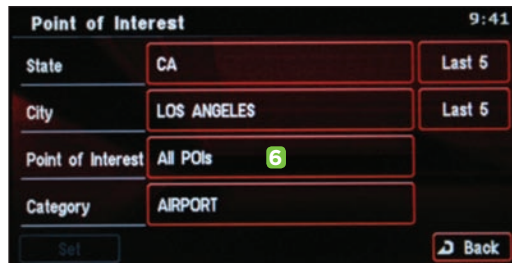 Point of Interest 9:41
State CA Last 5
City LOS ANGELES Last 5
Point of Interest All POIs 6
Category AIRPORT
Set Back